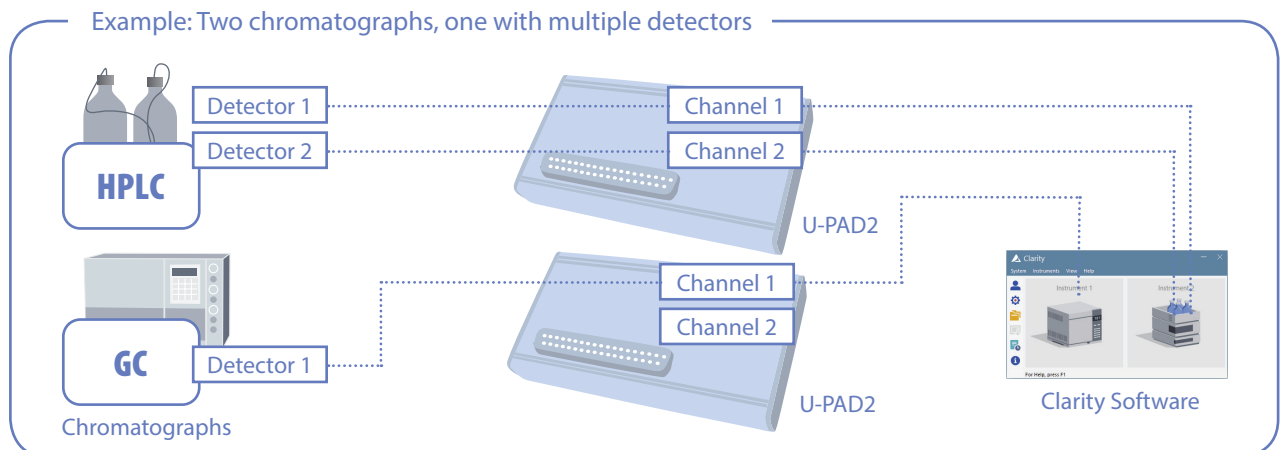 Example: Two chromatographs, one with multiple detectors
Detector 1
Channel 1
Detector 2
Channel 2
HPLC
U-PAD2
Channel 1
Channel 2
GC
Detector 1
U-PAD2
Chromatographs
Clarity
System Instruments View Help
Instrument 1
For Help, press F1
Clarity Software